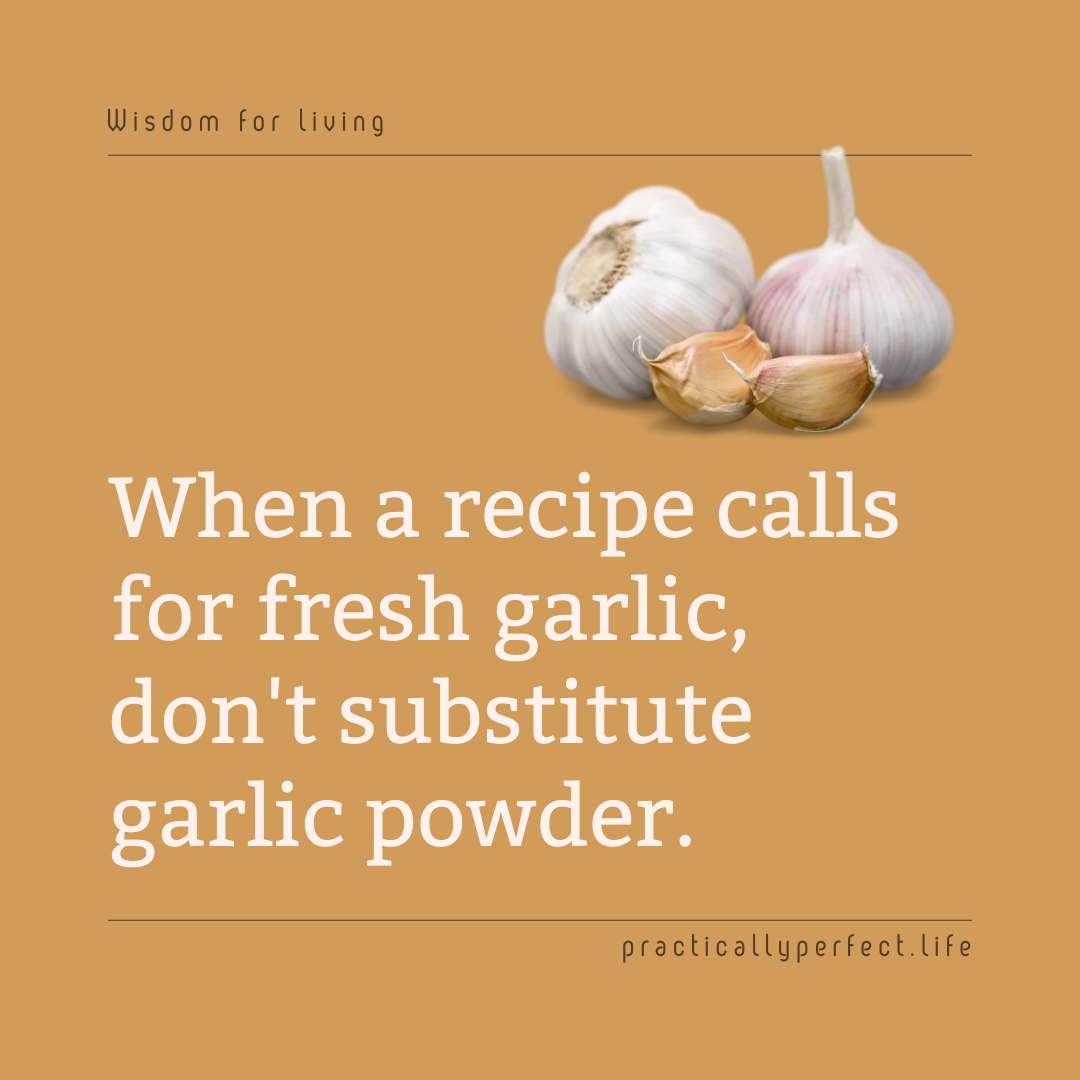 Wisdom for living
When a recipe calls
for fresh garlic,
don't substitute
garlic powder.
practicallyperfect.life